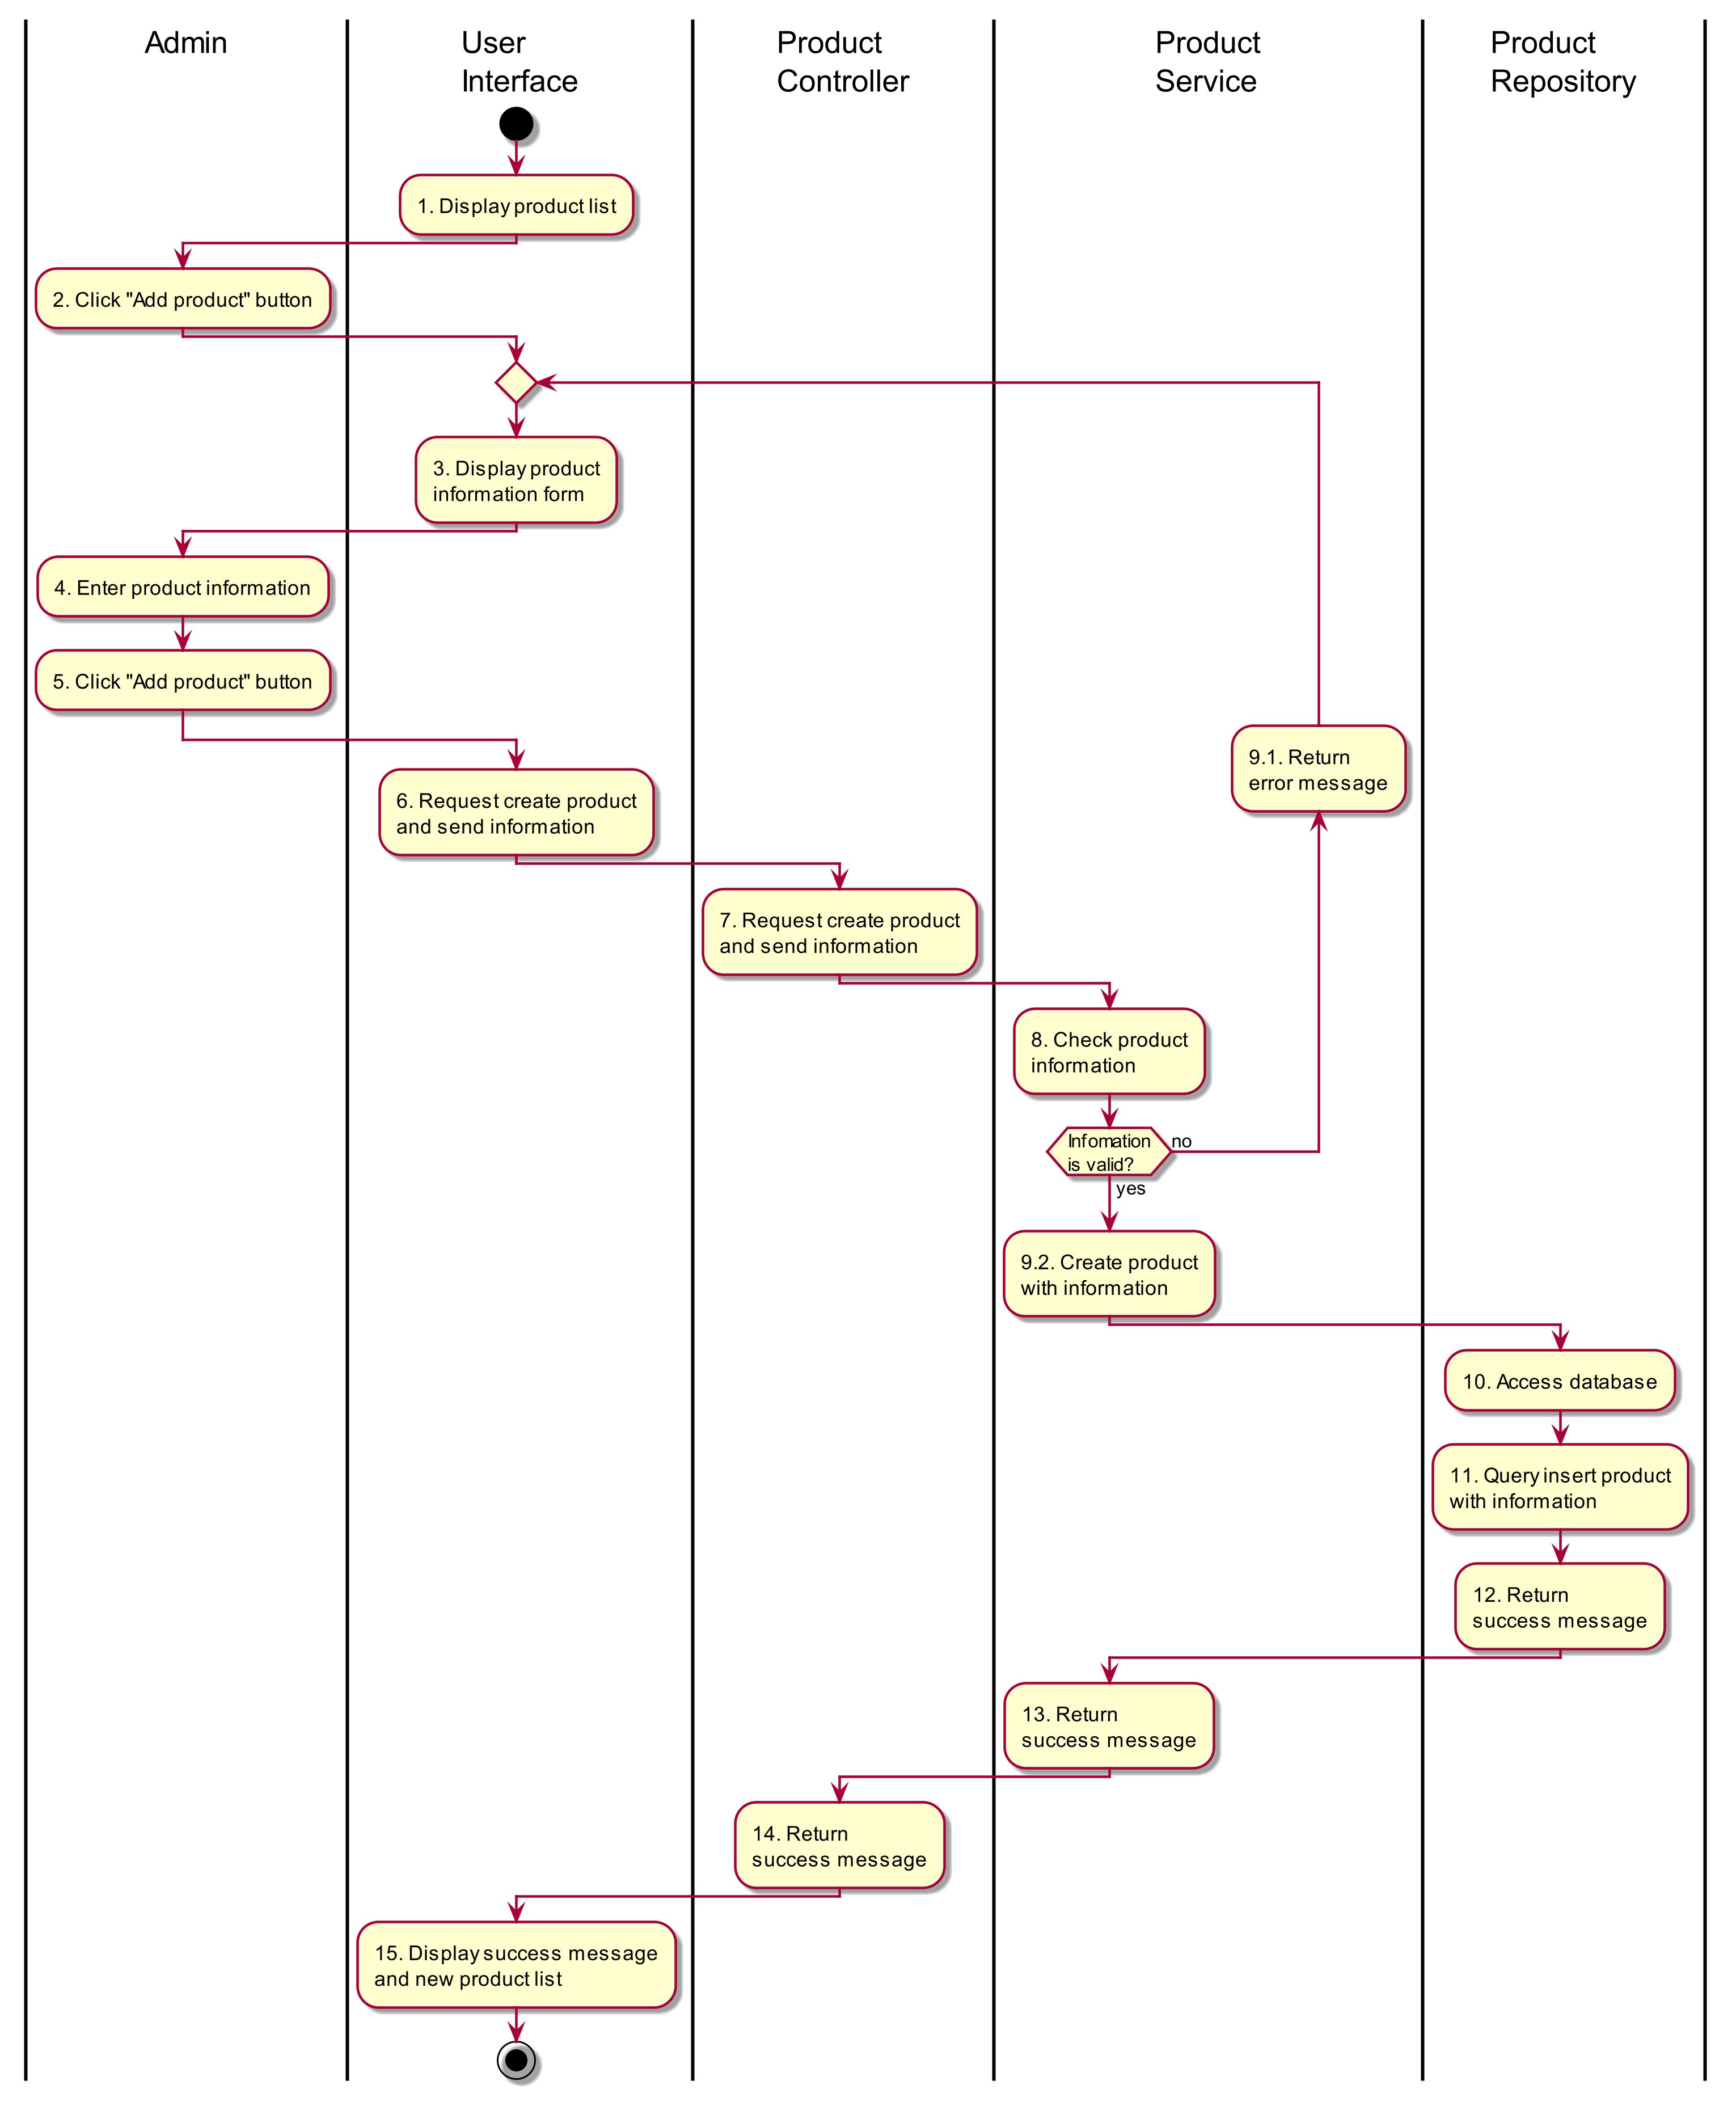 Admin
User
Interface
Product
Controller
Product
Service
Product
Repository
1. Display product list
2. Click "Add product" button
3. Display product
information form
4. Enter product information
5. Click "Add product" button
9.1. Return
error message
6. Request create product
and send information
7. Request create product
and send information
8. Check product
information
Infomation
is valid?
no
yes
9.2. Create product
with information
10. Access database
11. Query insert product
with information
12. Return
success message
13. Return
success message
14. Return
success message
15. Display success message
and new product list